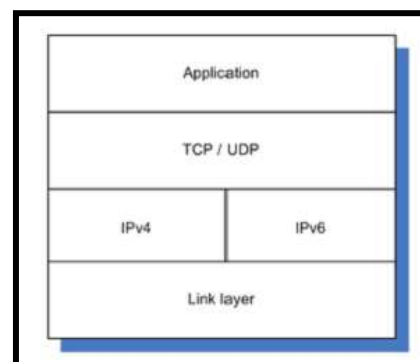 Application
TCP / UDP
IPv4 IPv6
Link layer